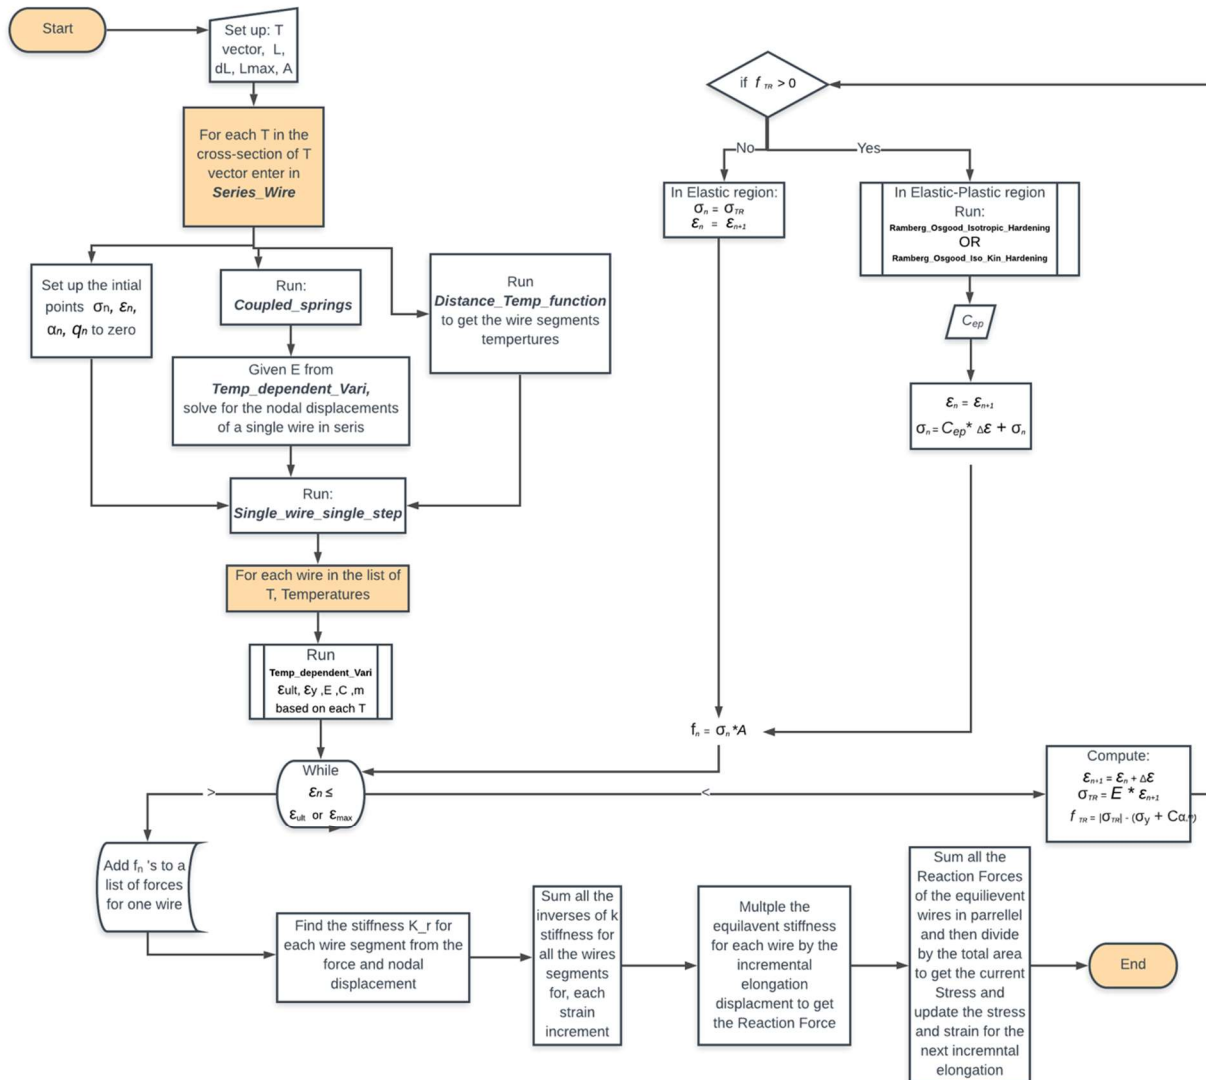 Start
Set up: T
vector, L,
dL, Lmax, A
For each T in the
cross-section of T
vector enter in
Series_Wire
Set up the intial
points σn, εn,
αn, qn to zero
Run:
Coupled_springs
Run
Distance_Temp_function
to get the wire segments
tempertures
Given E from
Temp_dependent_Vari,
solve for the nodal displacements
of a single wire in seris
Run:
Single_wire_single_step
For each wire in the list of
T, Temperatures
Run
Temp_dependent_Vari
εult, εy ,E ,C ,m
based on each T
While
εn ≤
εult or εmax
>
<
if f TR > 0
No
Yes
In Elastic region:
σn = σTR
εn = εn+1
In Elastic-Plastic region
Run:
Ramberg_Osgood_Isotropic_Hardening
OR
Ramberg_Osgood_Iso_Kin_Hardening
Cep
εn = εn+1
σn = Cep* Δε + σn
fn = σn*A
Compute:
εn+1 = εn + Δε
σTR = E * εn+1
f TR = |σTR| - (σy + Cα
Add fn 's to a
list of forces
for one wire
Find the stiffness K_r for
each wire segment from the
force and nodal
displacement
Sum all the
inverses of k
stiffness for
all the wires
segments
for, each
strain
increment
Multple the
equilavent stiffness
for each wire by the
incremental
elongation
displacment to get
the Reaction Force
Sum all the
Reaction Forces
of the equilievent
wires in parrellel
and then divide
by the total area
to get the current
Stress and
update the stress
and strain for the
next incremntal
elongation
End